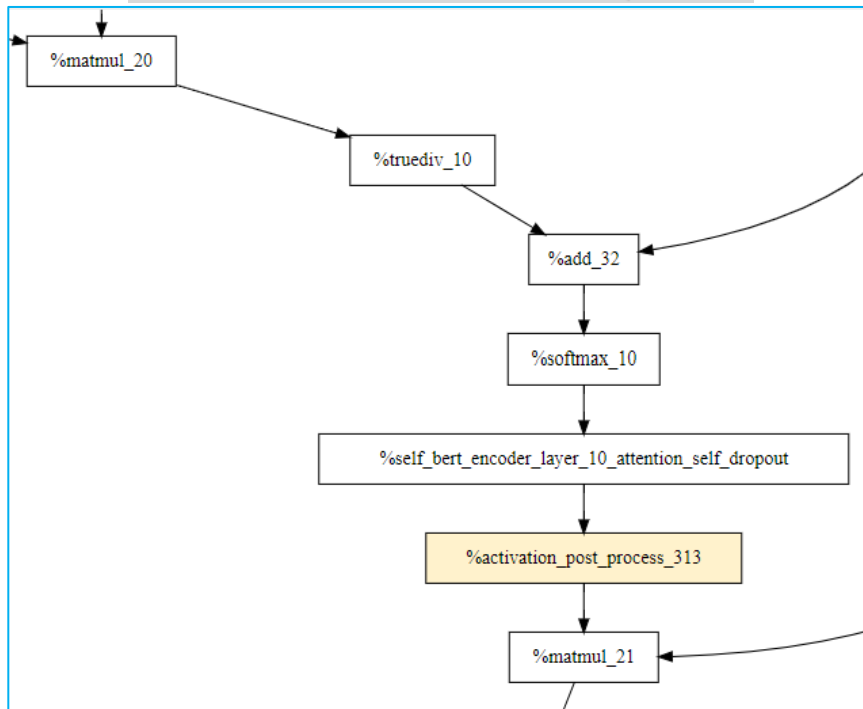 %matmul_20
%truediv_10
%add_32
%softmax_10
%self_bert_encoder_layer_10_attention_self_dropout
%activation_post_process_313
%matmul_21